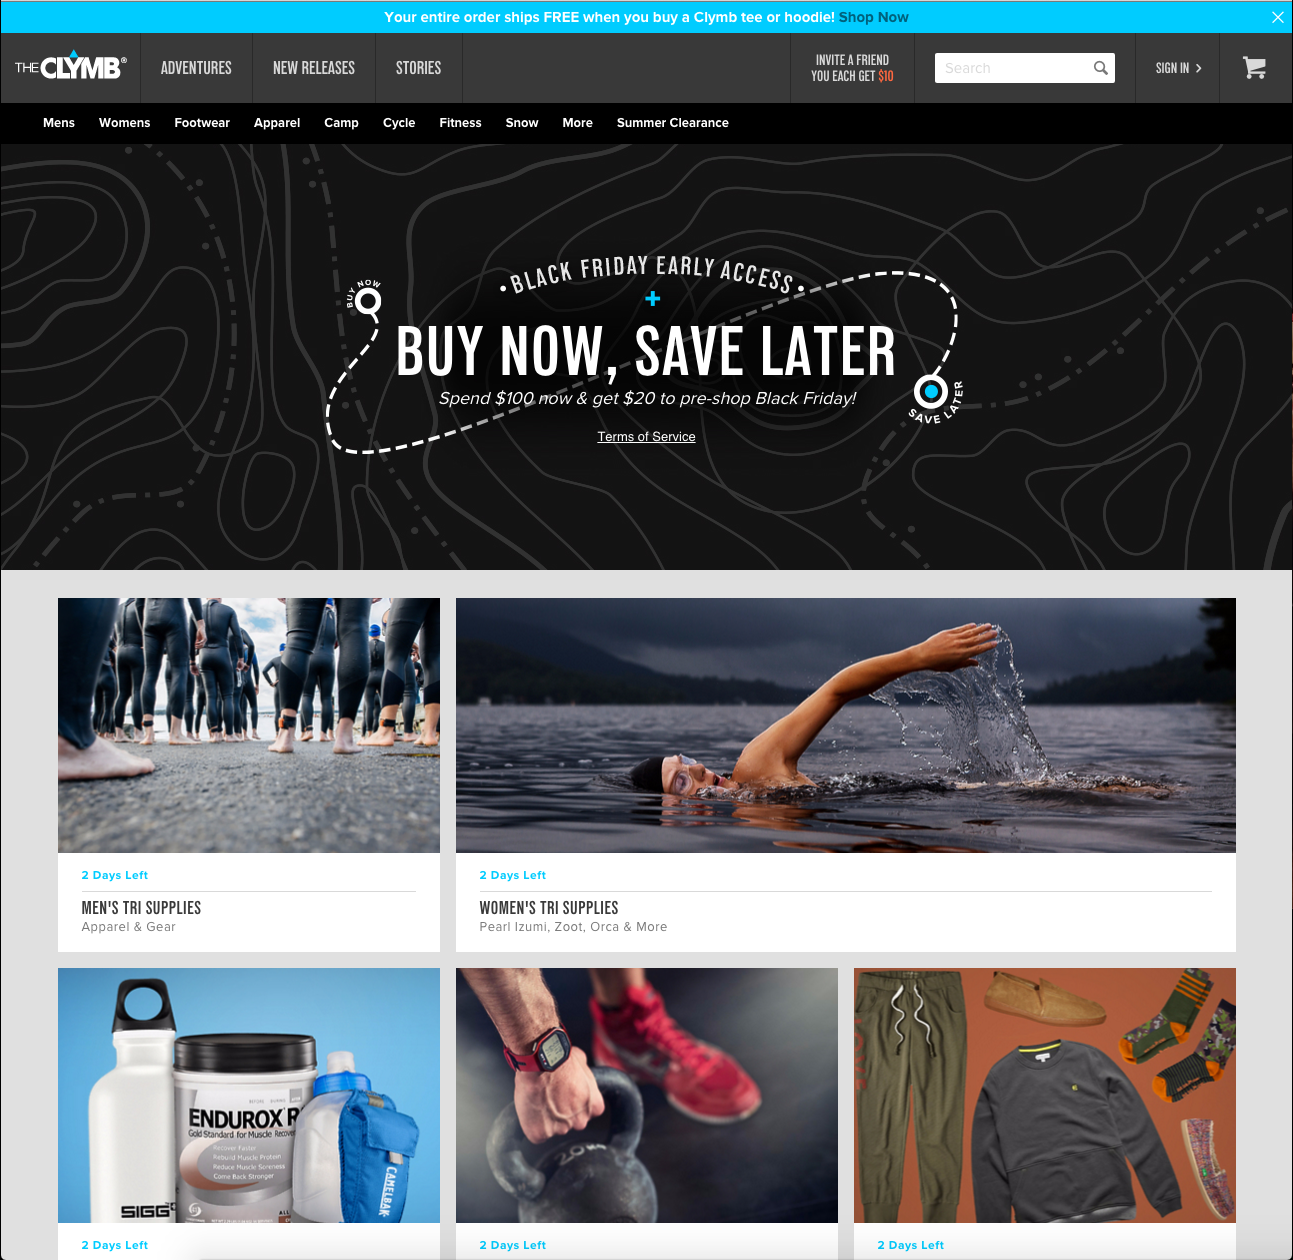 Your entire order ships FREE when you buy a Clymb tee or hoodie! Shop Now
THE CLYMB®
ADVENTURES
NEW RELEASES
STORIES
INVITE A FRIEND
YOU EACH GET $10
Search
SIGN IN
Mens Womens Footwear Apparel Camp Cycle Fitness Snow More Summer Clearance
• BLACK FRIDAY EARLY ACCESS •
+
BUY NOW
BUY NOW, SAVE LATER
SAVE LATER
Spend $100 now & get $20 to pre-shop Black Friday!
Terms of Service
2 Days Left
MEN'S TRI SUPPLIES
Apparel & Gear
2 Days Left
WOMEN'S TRI SUPPLIES
Pearl Izumi, Zoot, Orca & More
SIGG
ENDUROX R
Gold Standard for Muscle Recover
Recover Faster
Rebuild Muscle Protein
Reduce Muscle Soreness
Come Back Stronger
ALL
CAMELBAK
20KG
2 Days Left
2 Days Left
2 Days Left